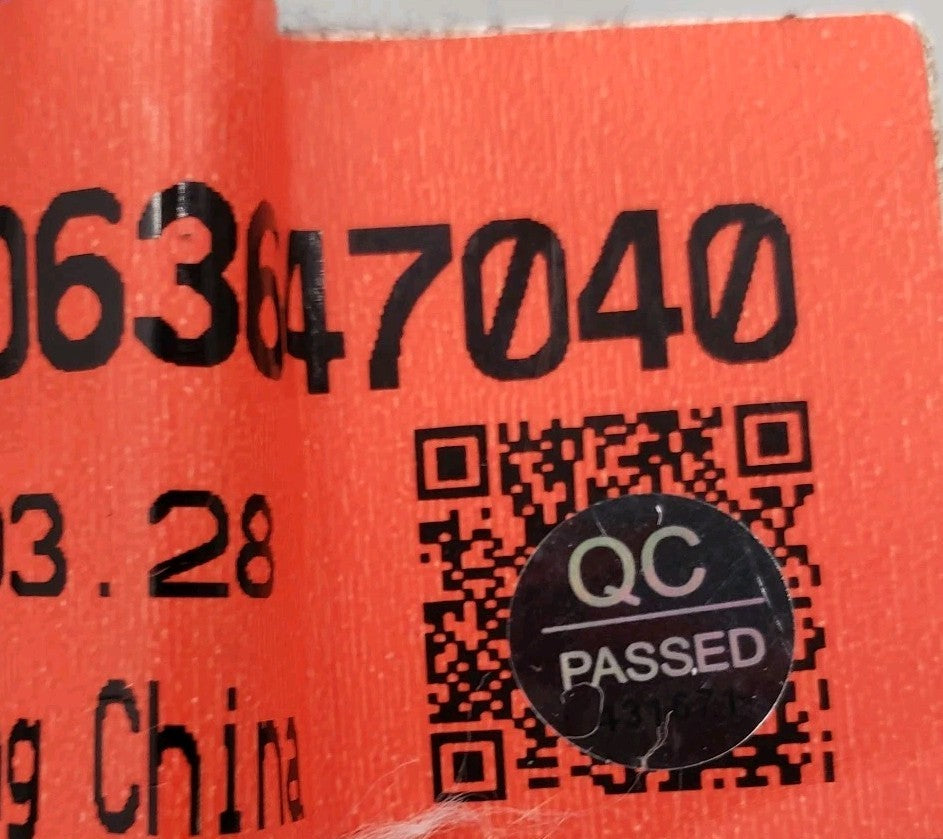 063647040
03.28
QC
PASSED
g China